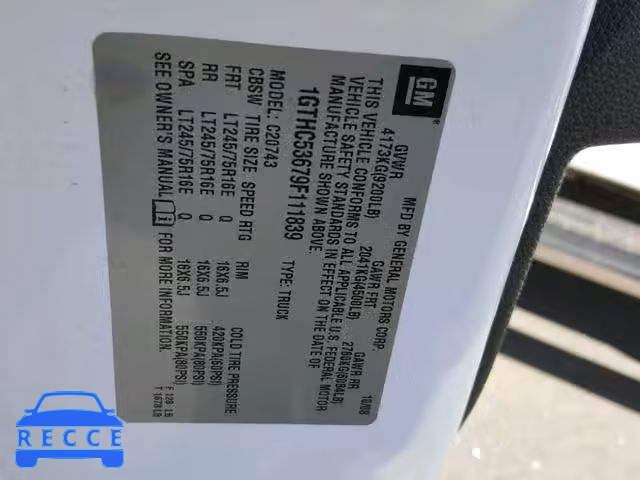 GM
MFD BY GENERAL MOTORS CORP. 10/08
GVWR GAWR FRT GAWR RR
4173KG(9200LB) 2041KG(4500LB) 2760KG(6084LB)
THIS VEHICLE CONFORMS TO ALL APPLICABLE U.S. FEDERAL MOTOR
VEHICLE SAFETY STANDARDS IN EFFECT ON THE DATE OF
MANUFACTURE SHOWN ABOVE.
1GTHC53679F111839 TYPE: TRUCK
MODEL: C20743
CBSW TIRE SIZE SPEED RTG RIM COLD TIRE PRESSURE
FRT LT245/75R16E Q 16X6.5J 420KPA(60PSI)
RR LT245/75R16E Q 16X6.5J 550KPA(80PSI)
SPA LT245/75R16E Q 16X6.5J 550KPA(80PSI)
SEE OWNER'S MANUAL FOR MORE INFORMATION.
F 129 LB
T 1678 LB
RECCE